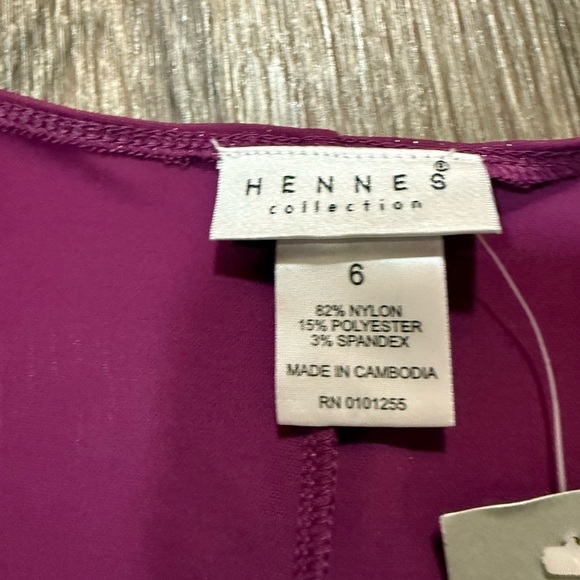 HENNES®
collection
6
82% NYLON
15% POLYESTER
3% SPANDEX
MADE IN CAMBODIA
RN 0101255